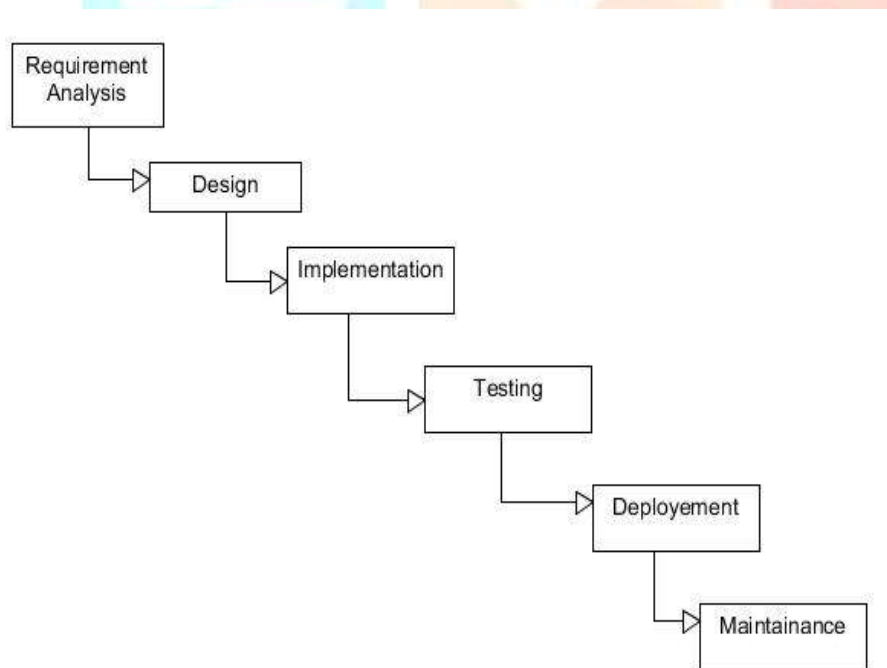 Requirement
Analysis
Design
Implementation
Testing
Deployement
Maintainance